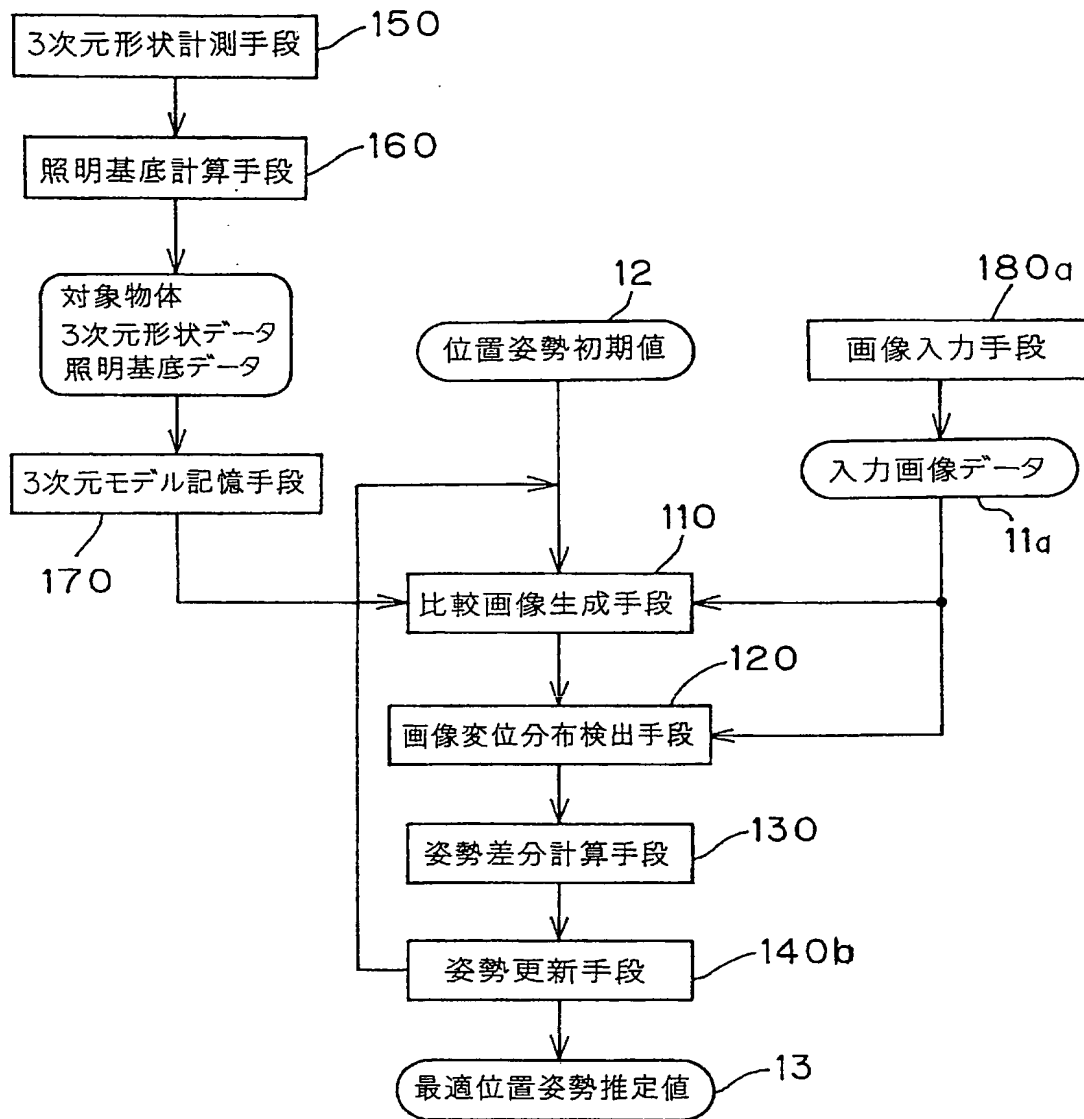 150
3次元形状計測手段
160
照明基底計算手段
対象物体
3次元形状データ
照明基底データ
12
位置姿勢初期値
180a
画像入力手段
入力画像データ
11a
3次元モデル記憶手段
170
110
比較画像生成手段
120
画像変位分布検出手段
130
姿勢差分計算手段
140b
姿勢更新手段
13
最適位置姿勢推定値